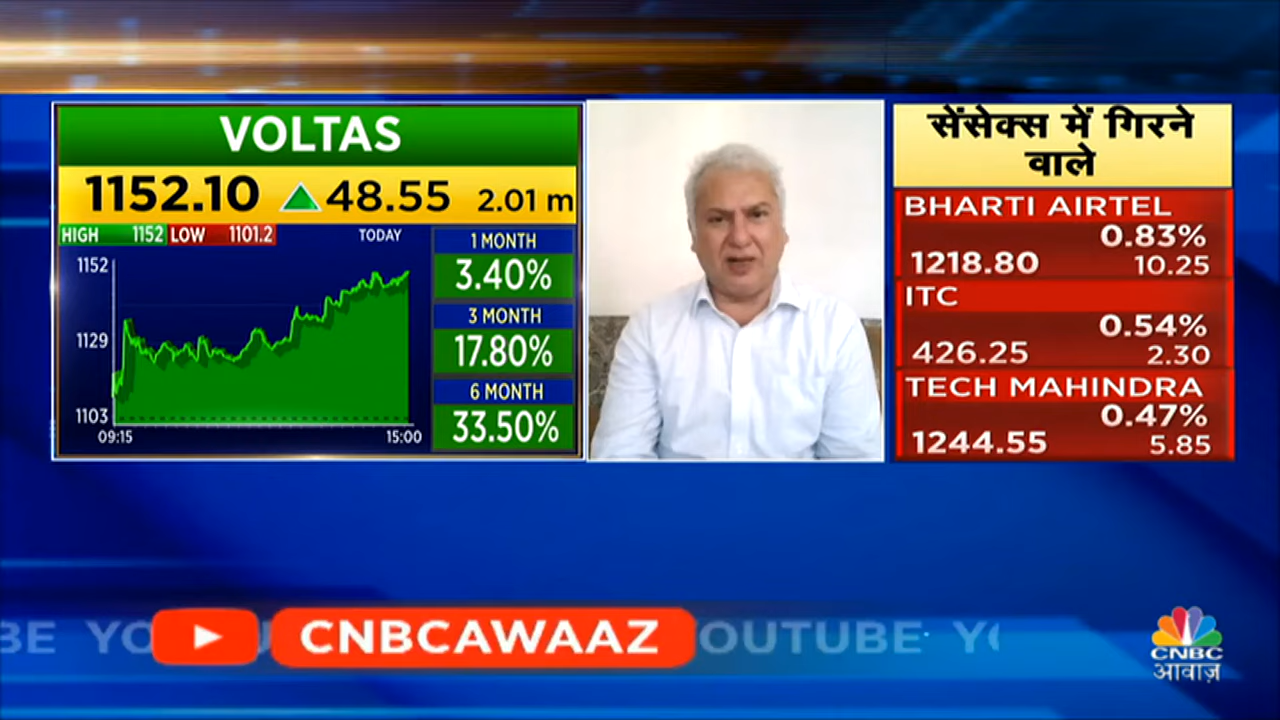 VOLTAS
1152.10 ▲ 48.55 2.01 m
HIGH 1152 LOW 1101.2 TODAY
1152
1129
1103
09:15 15:00
1 MONTH
3.40%
3 MONTH
17.80%
6 MONTH
33.50%
सेंसेक्स में गिरने
वाले
BHARTI AIRTEL
0.83%
1218.80 10.25
ITC
0.54%
426.25 2.30
TECH MAHINDRA
0.47%
1244.55 5.85
BE YO CNBCAWAAZ OUTUBE Y
CNBC
आवाज़